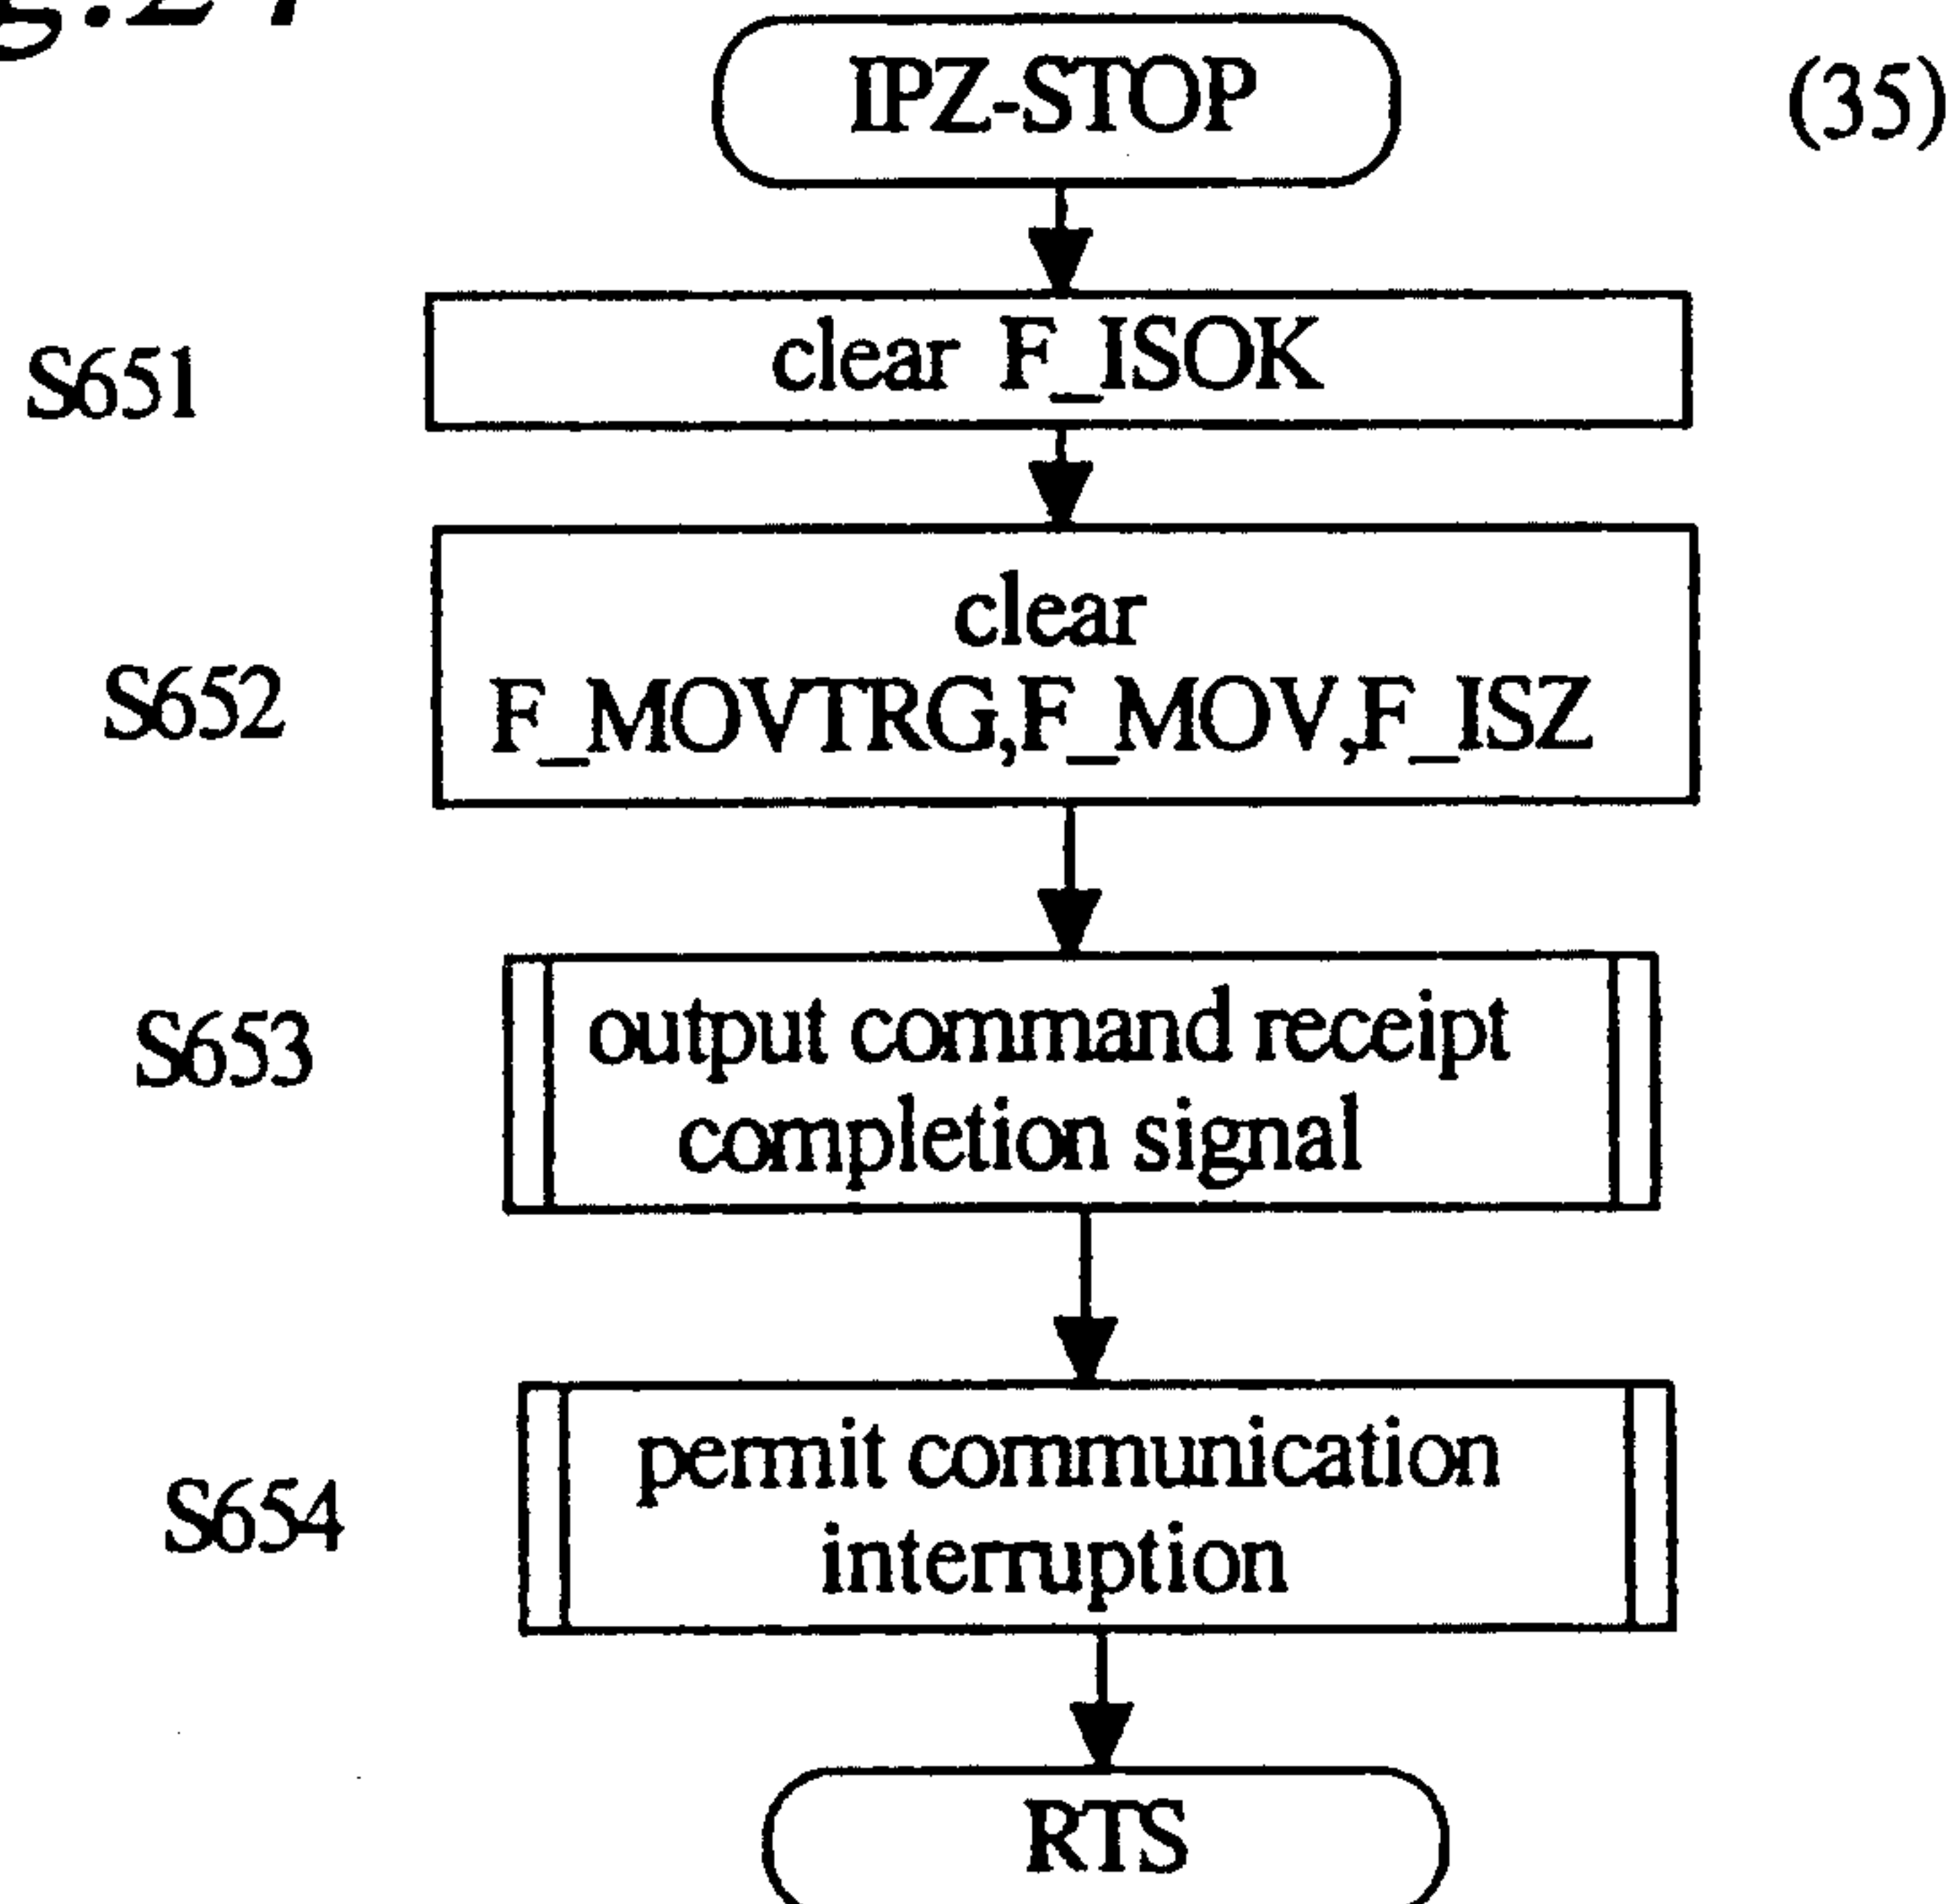 IPZ-STOP
(35)
S651
clear F_ISOK
S652
clear
F_MOVTRG,F_MOV,F_ISZ
S653
output command receipt
completion signal
S654
permit communication
interruption
RTS